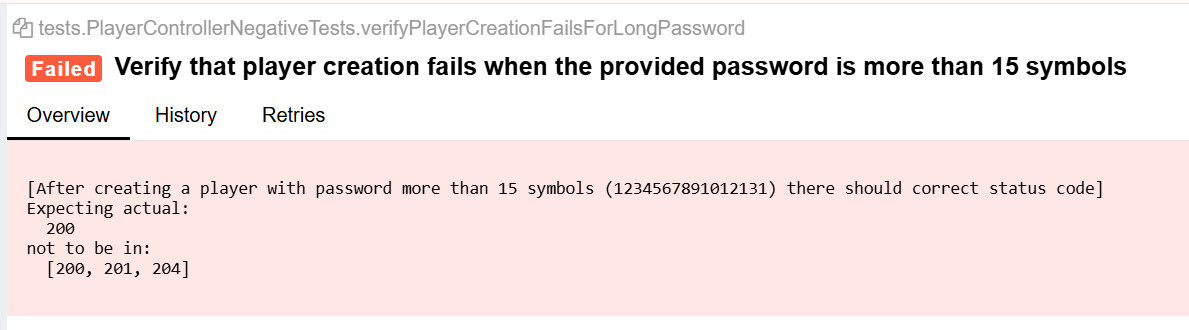 tests.PlayerControllerNegativeTests.verifyPlayerCreationFailsForLongPassword
Failed Verify that player creation fails when the provided password is more than 15 symbols
Overview History Retries
[After creating a player with password more than 15 symbols (1234567891012131) there should correct status code]
Expecting actual:
  200
not to be in:
  [200, 201, 204]